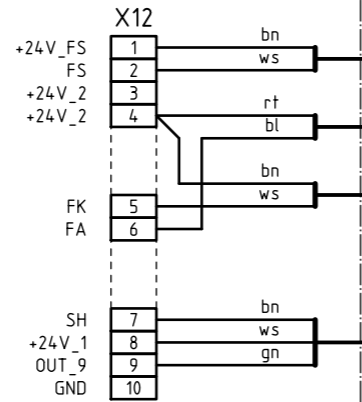 X12
+24V_FS 1 bn
FS 2 ws
+24V_2 3
+24V_2 4 rt
bl
bn
FK 5 ws
FA 6
SH 7 bn
+24V_1 8 ws
OUT_9 9 gn
GND 10